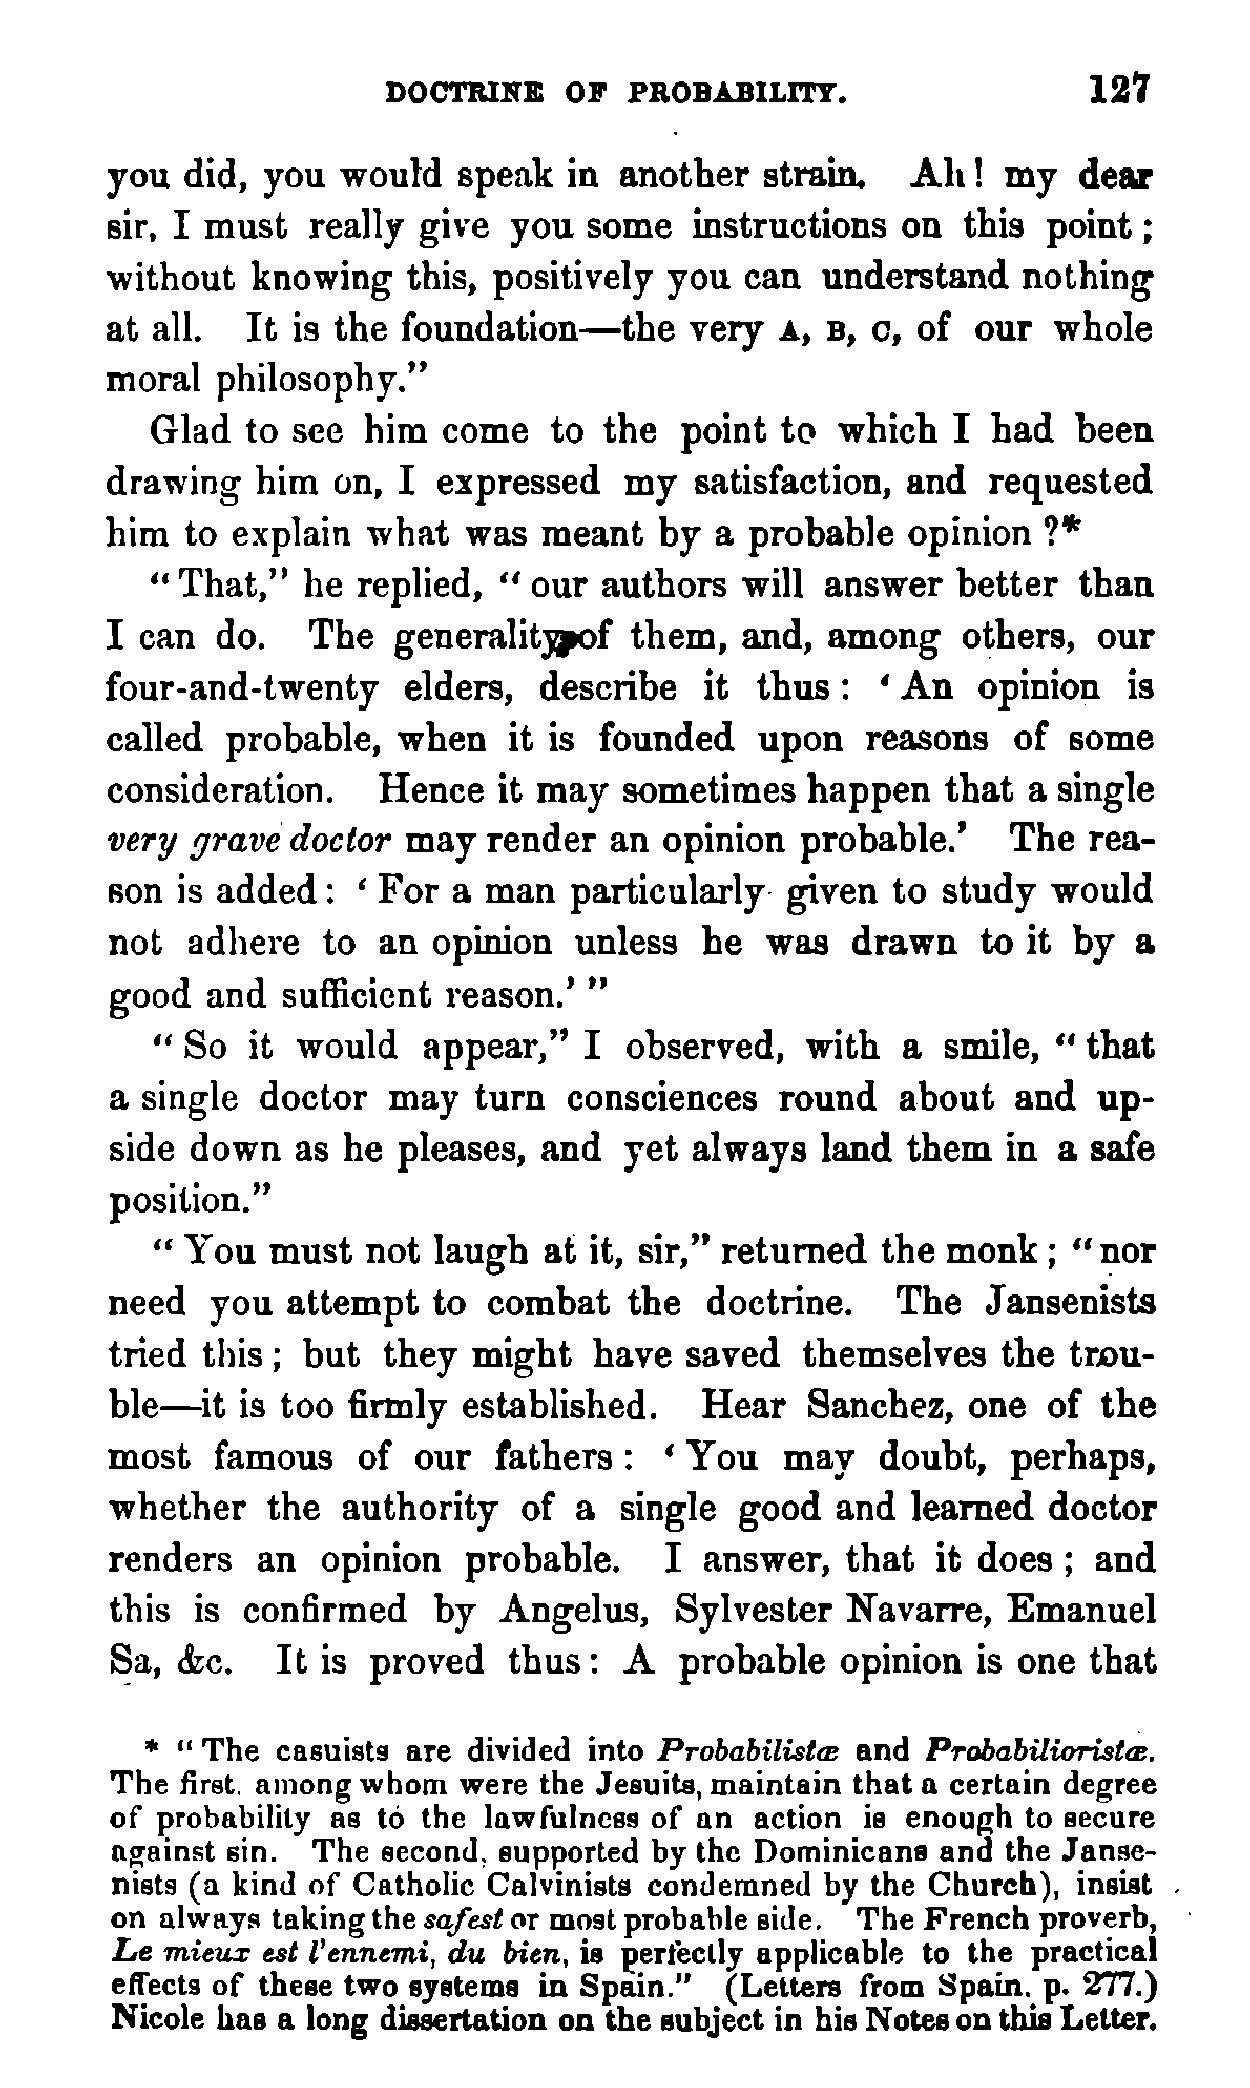 DOCTRINE OF PROBABILITY. 127
you did, you would speak in another strain. Ah! my dear
sir, I must really give you some instructions on this point;
without knowing this, positively you can understand nothing
at all. It is the foundation—the very A, B, C, of our whole
moral philosophy."
Glad to see him come to the point to which I had been
drawing him on, I expressed my satisfaction, and requested
him to explain what was meant by a probable opinion ?*
"That," he replied, "our authors will answer better than
I can do. The generality of them, and, among others, our
four-and-twenty elders, describe it thus: 'An opinion is
called probable, when it is founded upon reasons of some
consideration. Hence it may sometimes happen that a single
very grave doctor may render an opinion probable.' The rea-
son is added: 'For a man particularly given to study would
not adhere to an opinion unless he was drawn to it by a
good and sufficient reason.' "
"So it would appear," I observed, with a smile, "that
a single doctor may turn consciences round about and up-
side down as he pleases, and yet always land them in a safe
position."
"You must not laugh at it, sir," returned the monk; "nor
need you attempt to combat the doctrine. The Jansenists
tried this; but they might have saved themselves the trou-
ble—it is too firmly established. Hear Sanchez, one of the
most famous of our fathers: 'You may doubt, perhaps,
whether the authority of a single good and learned doctor
renders an opinion probable. I answer, that it does; and
this is confirmed by Angelus, Sylvester Navarre, Emanuel
Sa, &c. It is proved thus: A probable opinion is one that
* "The casuists are divided into Probabilistæ and Probabilioristæ.
The first, among whom were the Jesuits, maintain that a certain degree
of probability as to the lawfulness of an action is enough to secure
against sin. The second, supported by the Dominicans and the Janse-
nists (a kind of Catholic Calvinists condemned by the Church), insist
on always taking the safest or most probable side. The French proverb,
Le mieux est l'ennemi, du bien, is perfectly applicable to the practical
effects of these two systems in Spain." (Letters from Spain. p. 277.)
Nicole has a long dissertation on the subject in his Notes on this Letter.